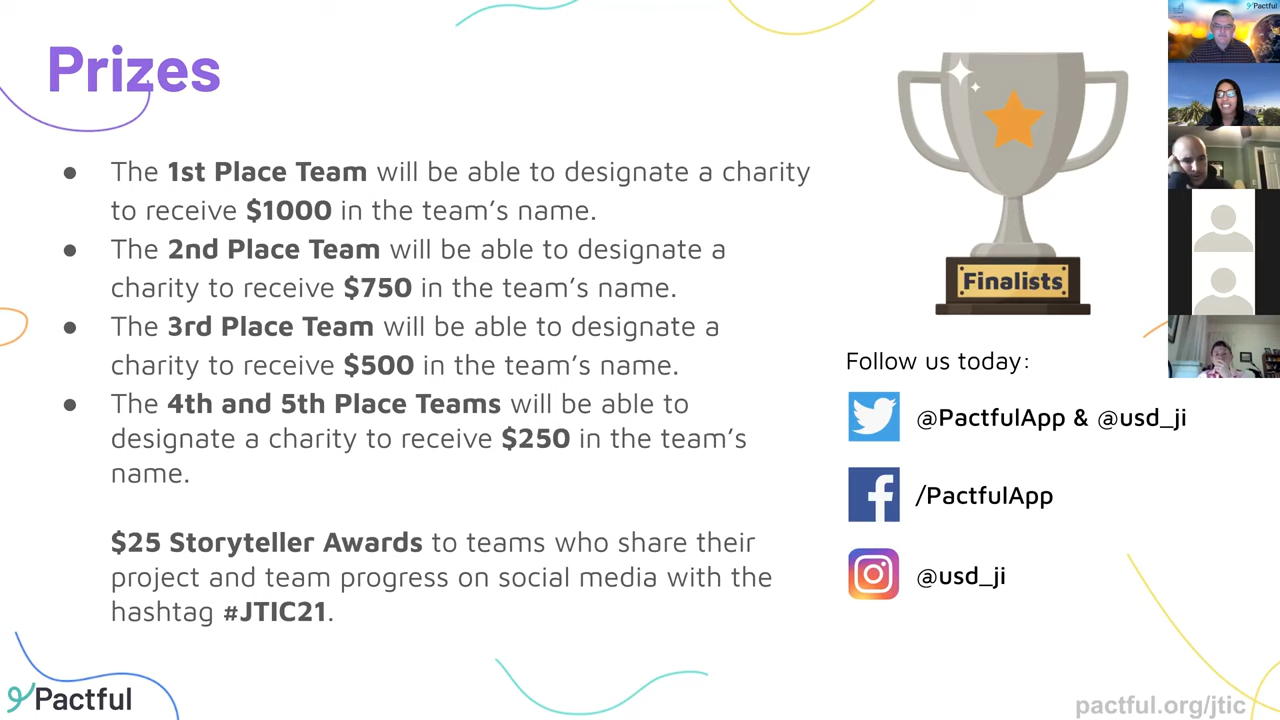 Prizes
● The 1st Place Team will be able to designate a charity
to receive $1000 in the team’s name.
● The 2nd Place Team will be able to designate a
charity to receive $750 in the team’s name.
● The 3rd Place Team will be able to designate a
charity to receive $500 in the team’s name.
● The 4th and 5th Place Teams will be able to
designate a charity to receive $250 in the team’s
name.
$25 Storyteller Awards to teams who share their
project and team progress on social media with the
hashtag #JTIC21.
Finalists
Follow us today:
@PactfulApp & @usd_ji
/PactfulApp
@usd_ji
Pactful
pactful.org/jtic
Pactful